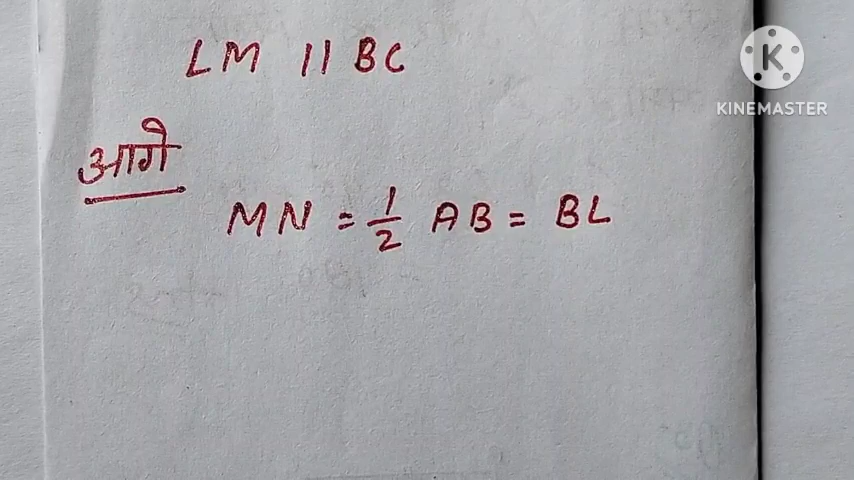 LM || BC
K
KINEMASTER
आगे
MN = 1/2 AB = BL